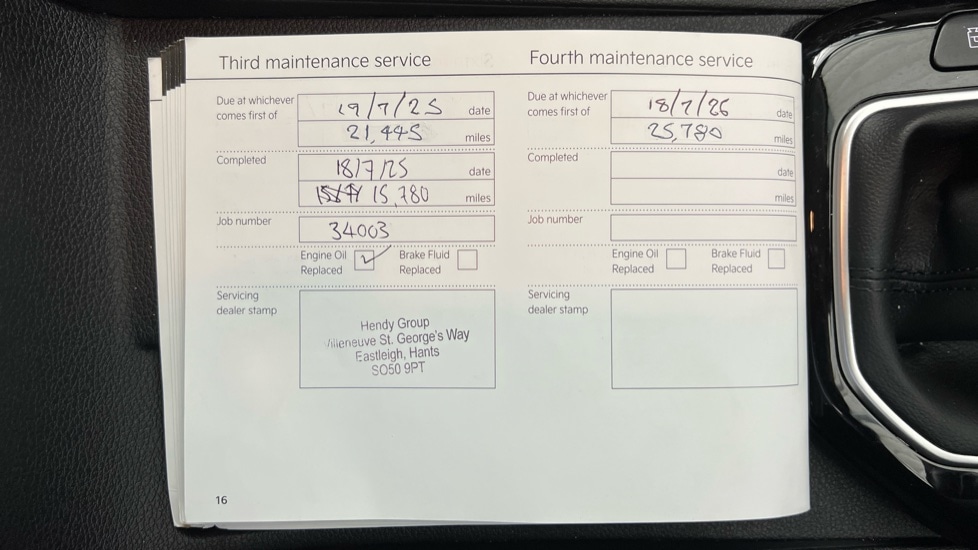 Third maintenance service
Due at whichever
comes first of
19/7/25 date
21,445 miles
Completed
18/7/25 date
15,780 miles
Job number
34003
Engine Oil
Replaced
Brake Fluid
Replaced
Servicing
dealer stamp
Hendy Group
St. George's Way
Eastleigh, Hants
SO50 9PT
16
Fourth maintenance service
Due at whichever
comes first of
18/7/26 date
25,780 miles
Completed
date
miles
Job number
Engine Oil
Replaced
Brake Fluid
Replaced
Servicing
dealer stamp